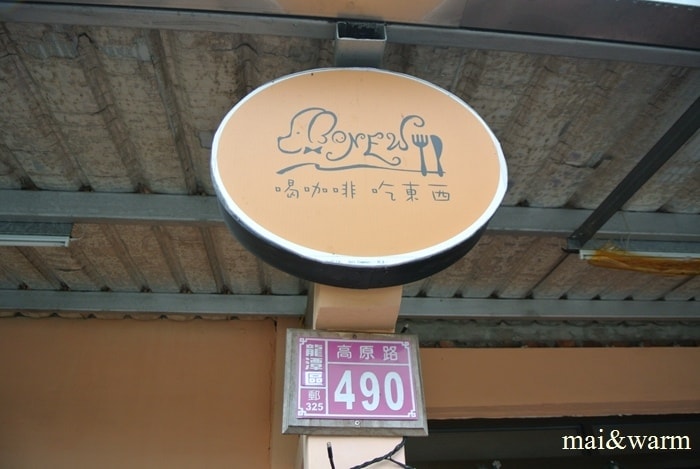 BONEW
喝咖啡 吃東西
龍潭區
郵
325
高原路
490
mai&warm